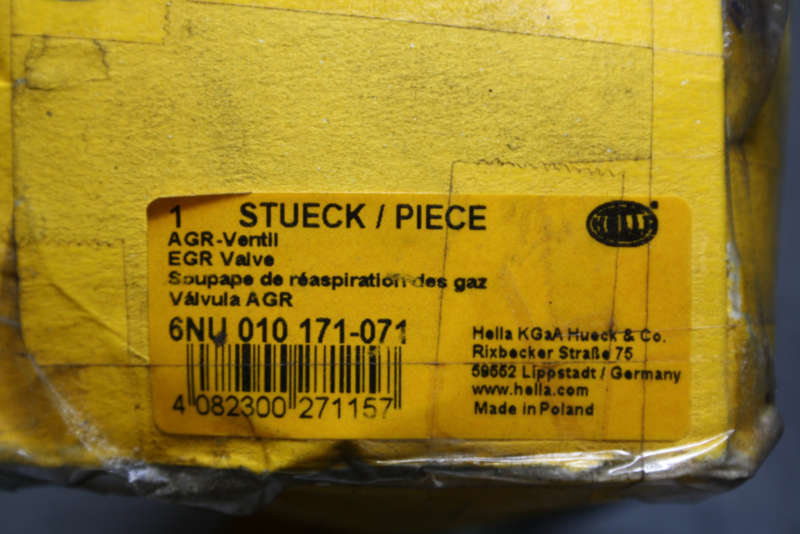 1 STUECK / PIECE
HELLA
AGR-Ventil
EGR Valve
Soupape de réaspiration des gaz
Válvula AGR
6NU 010 171-071
4 082300 271157
Hella KGaA Hueck & Co.
Rixbecker Straße 75
59552 Lippstadt / Germany
www.hella.com
Made in Poland